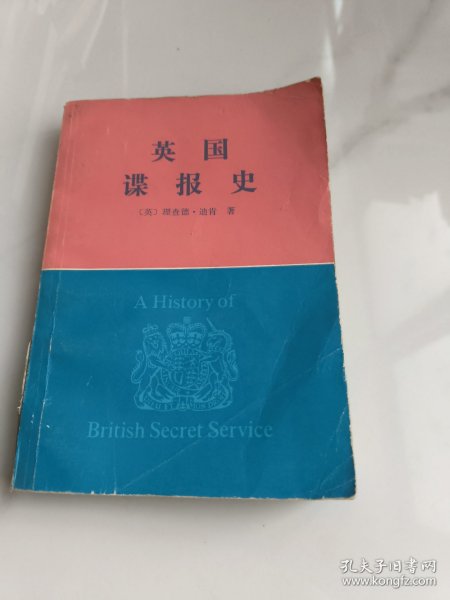 英国
谍报史
〔英〕理查德·迪肯 著
A History of
British Secret Service
孔夫子旧书网
www.kongfz.com